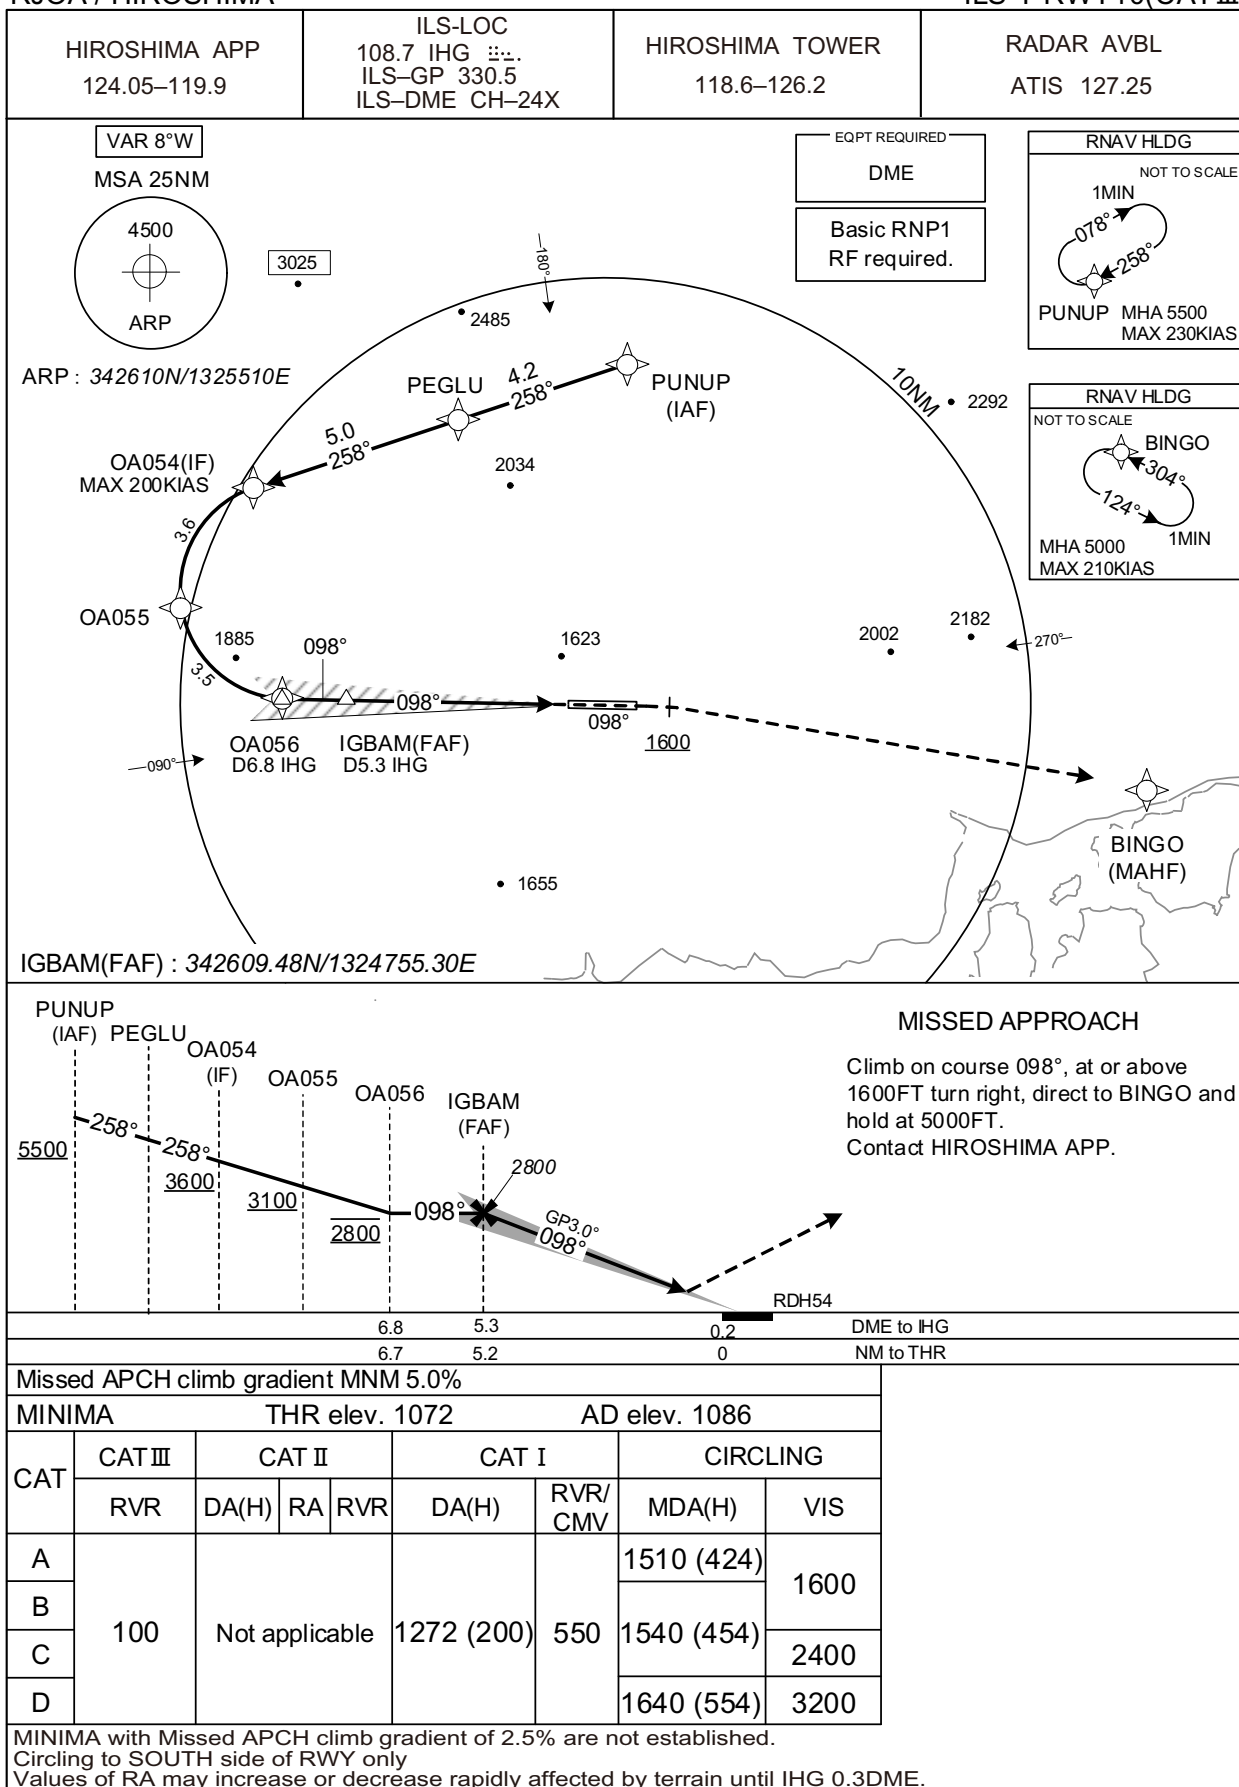 HIROSHIMA APP
124.05–119.9
ILS-LOC
108.7 IHG
ILS–GP 330.5
ILS–DME CH–24X
HIROSHIMA TOWER
118.6–126.2
RADAR AVBL
ATIS 127.25
VAR 8°W
MSA 25NM
4500
ARP
ARP : 342610N/1325510E
3025
180°
EQPT REQUIRED
DME
Basic RNP1
RF required.
RNAV HLDG
NOT TO SCALE
1MIN
078°
258°
PUNUP
MHA 5500
MAX 230KIAS
RNAV HLDG
NOT TO SCALE
BINGO
304°
124°
1MIN
MHA 5000
MAX 210KIAS
2485
PEGLU
4.2
258°
PUNUP
(IAF)
10NM
2292
5.0
258°
OA054(IF)
MAX 200KIAS
2034
3.6
OA055
1885
098°
1623
2002
2182
270°
3.5
098°
098°
OA056
D6.8 IHG
IGBAM(FAF)
D5.3 IHG
1600
090°
BINGO
(MAHF)
1655
IGBAM(FAF) : 342609.48N/1324755.30E
PUNUP
(IAF)
PEGLU
OA054
(IF)
OA055
OA056
IGBAM
(FAF)
5500
258°
258°
3600
3100
2800
098°
2800
GP3.0°
098°
RDH54
MISSED APPROACH
Climb on course 098°, at or above
1600FT turn right, direct to BINGO and
hold at 5000FT.
Contact HIROSHIMA APP.
6.8 5.3 0.2 DME to IHG
6.7 5.2 0 NM to THR
Missed APCH climb gradient MNM 5.0%
MINIMA THR elev. 1072 AD elev. 1086
CAT CAT Ⅲ CAT Ⅱ CAT Ⅰ CIRCLING
RVR DA(H) RA RVR DA(H) RVR/CMV MDA(H) VIS
A 100 Not applicable 1272 (200) 550 1510 (424) 1600
B 1540 (454)
C 2400
D 1640 (554) 3200
MINIMA with Missed APCH climb gradient of 2.5% are not established.
Circling to SOUTH side of RWY only
Values of RA may increase or decrease rapidly affected by terrain until IHG 0.3DME.